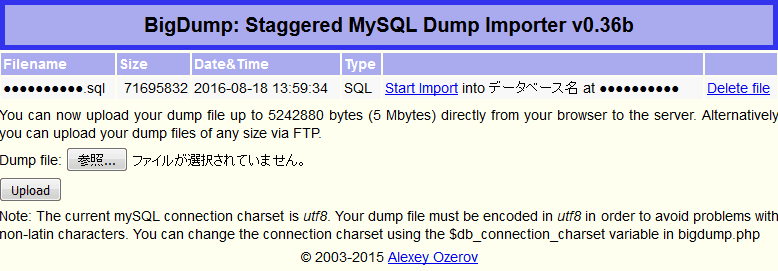 BigDump: Staggered MySQL Dump Importer v0.36b
Filename Size Date&Time Type
●●●●●●●●●●.sql 71695832 2016-08-18 13:59:34 SQL Start Import into データベース名 at ●●●●●●●●●● Delete file
You can now upload your dump file up to 5242880 bytes (5 Mbytes) directly from your browser to the server. Alternatively
you can upload your dump files of any size via FTP.
Dump file: 参照... ファイルが選択されていません。
Upload
Note: The current mySQL connection charset is utf8. Your dump file must be encoded in utf8 in order to avoid problems with
non-latin characters. You can change the connection charset using the $db_connection_charset variable in bigdump.php
© 2003-2015 Alexey Ozerov